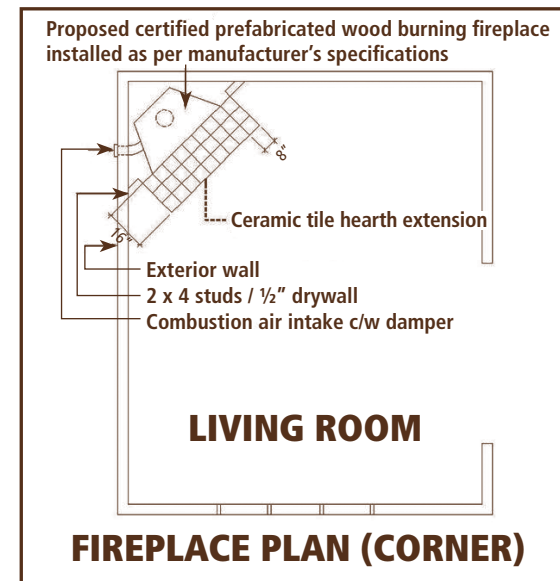 Proposed certified prefabricated wood burning fireplace
installed as per manufacturer’s specifications
8"
Ceramic tile hearth extension
16"
Exterior wall
2 x 4 studs / ½” drywall
Combustion air intake c/w damper
LIVING ROOM
FIREPLACE PLAN (CORNER)